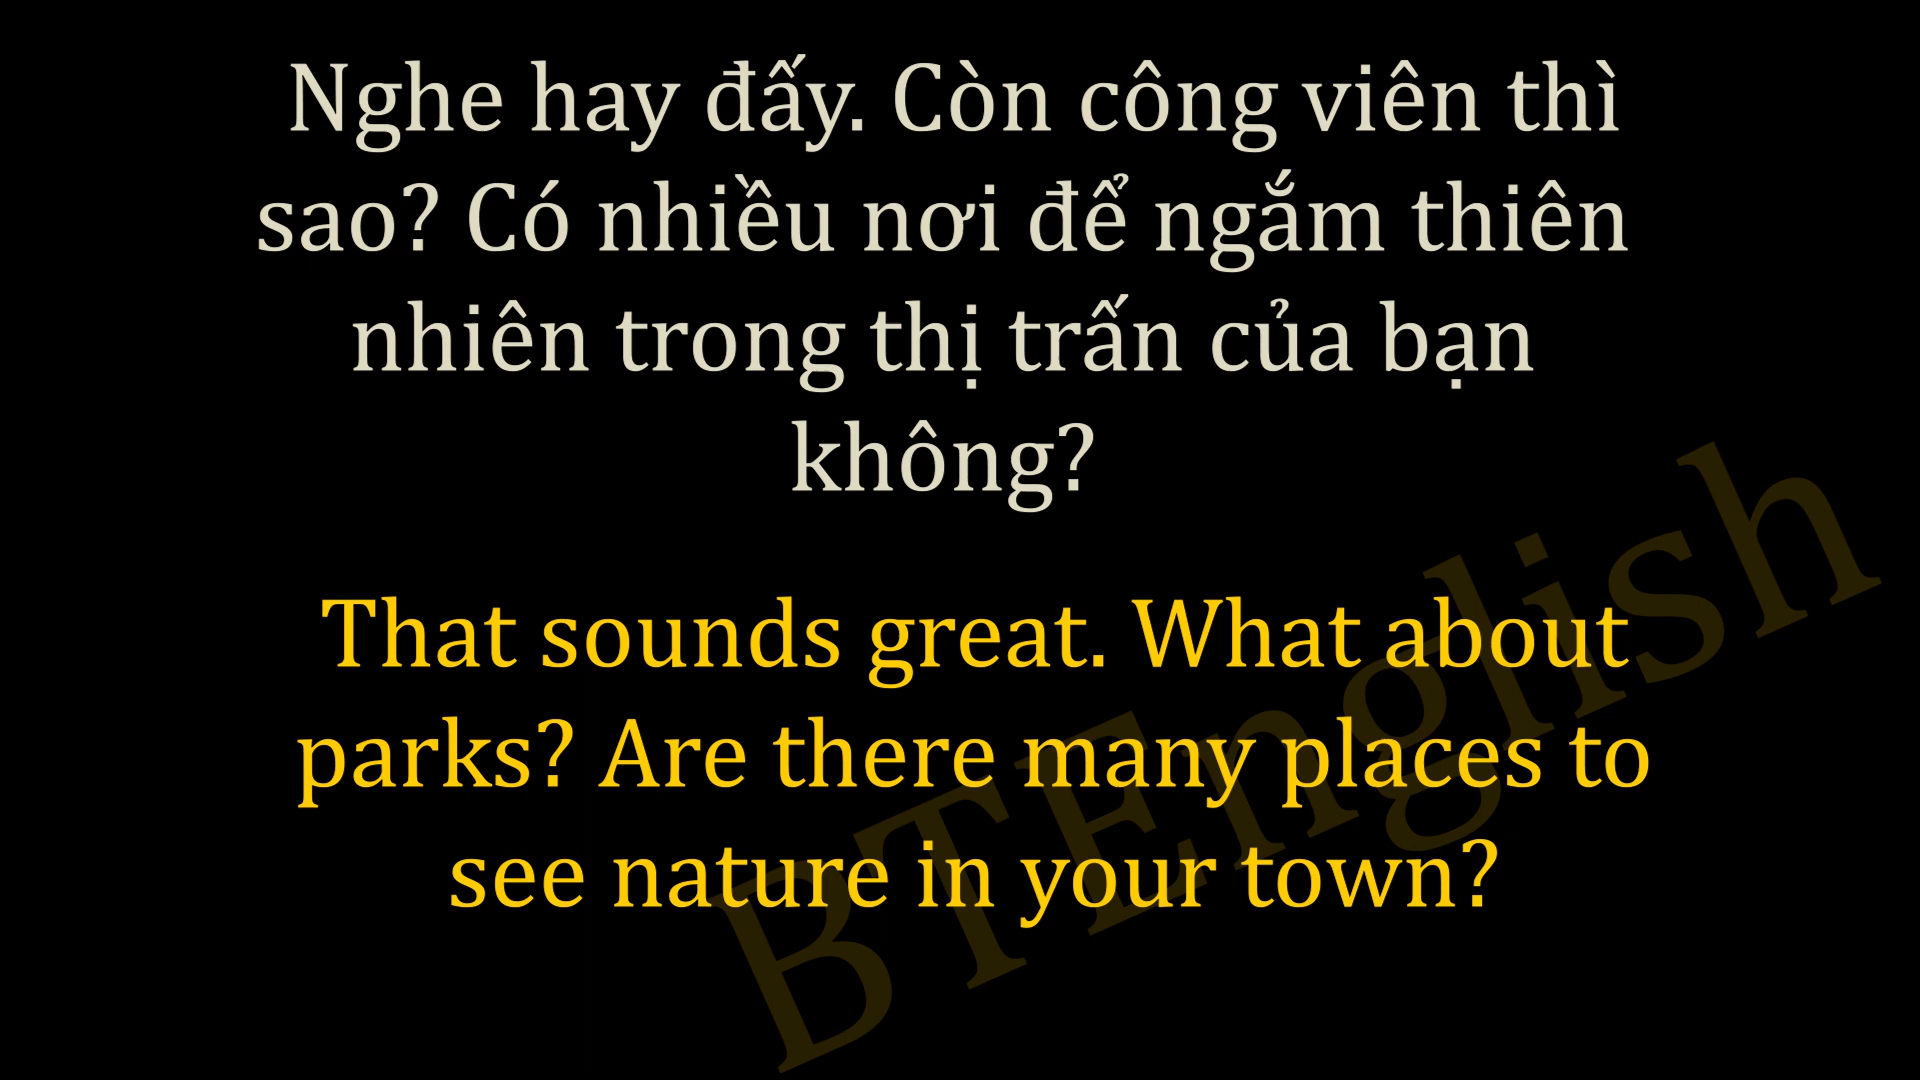 Nghe hay đấy. Còn công viên thì
sao? Có nhiều nơi để ngắm thiên
nhiên trong thị trấn của bạn
không?
That sounds great. What about
parks? Are there many places to
see nature in your town?
BTEnglish